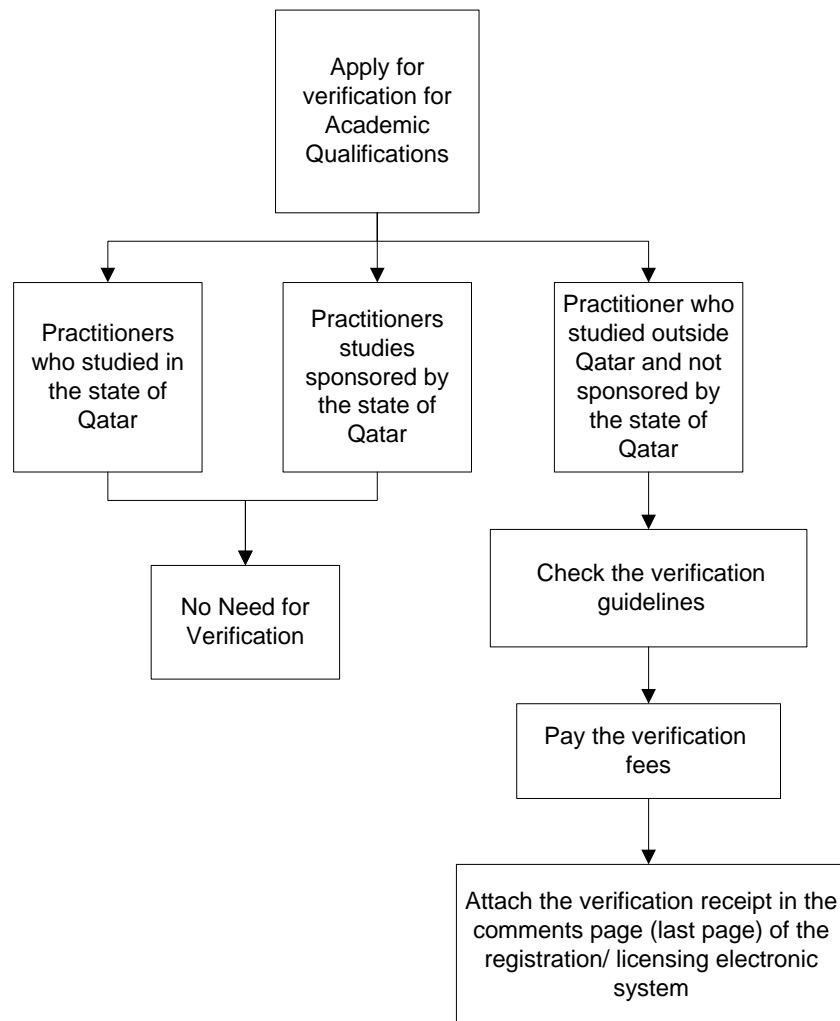 Apply for
verification for
Academic
Qualifications
Practitioners
who studied in
the state of
Qatar
Practitioners
studies
sponsored by
the state of
Qatar
Practitioner who
studied outside
Qatar and not
sponsored by
the state of
Qatar
No Need for
Verification
Check the verification
guidelines
Pay the verification
fees
Attach the verification receipt in the
comments page (last page) of the
registration/ licensing electronic
system